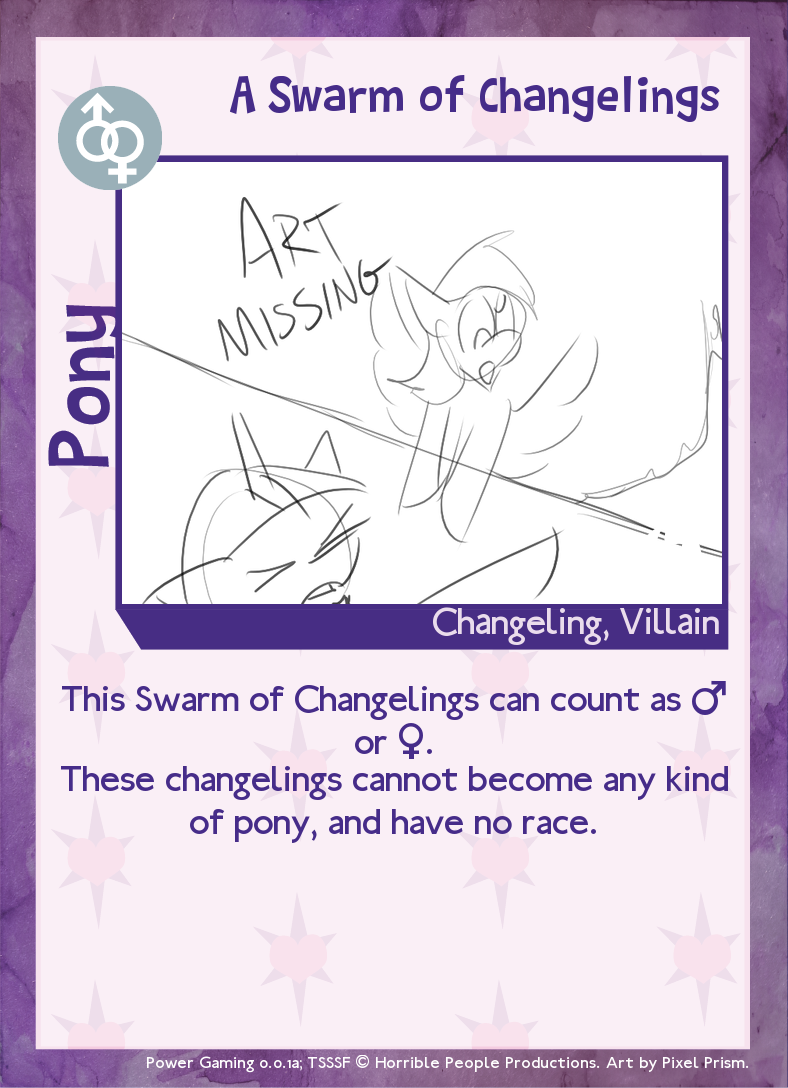 A Swarm of Changelings
ART
MISSING
Pony
Changeling, Villain
This Swarm of Changelings can count as ♂
or ♀.
These changelings cannot become any kind
of pony, and have no race.
Power Gaming 0.0.1a; TSSSF © Horrible People Productions. Art by Pixel Prism.